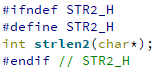 #ifndef STR2_H
#define STR2_H
int strlen2(char*);
#endif // STR2_H